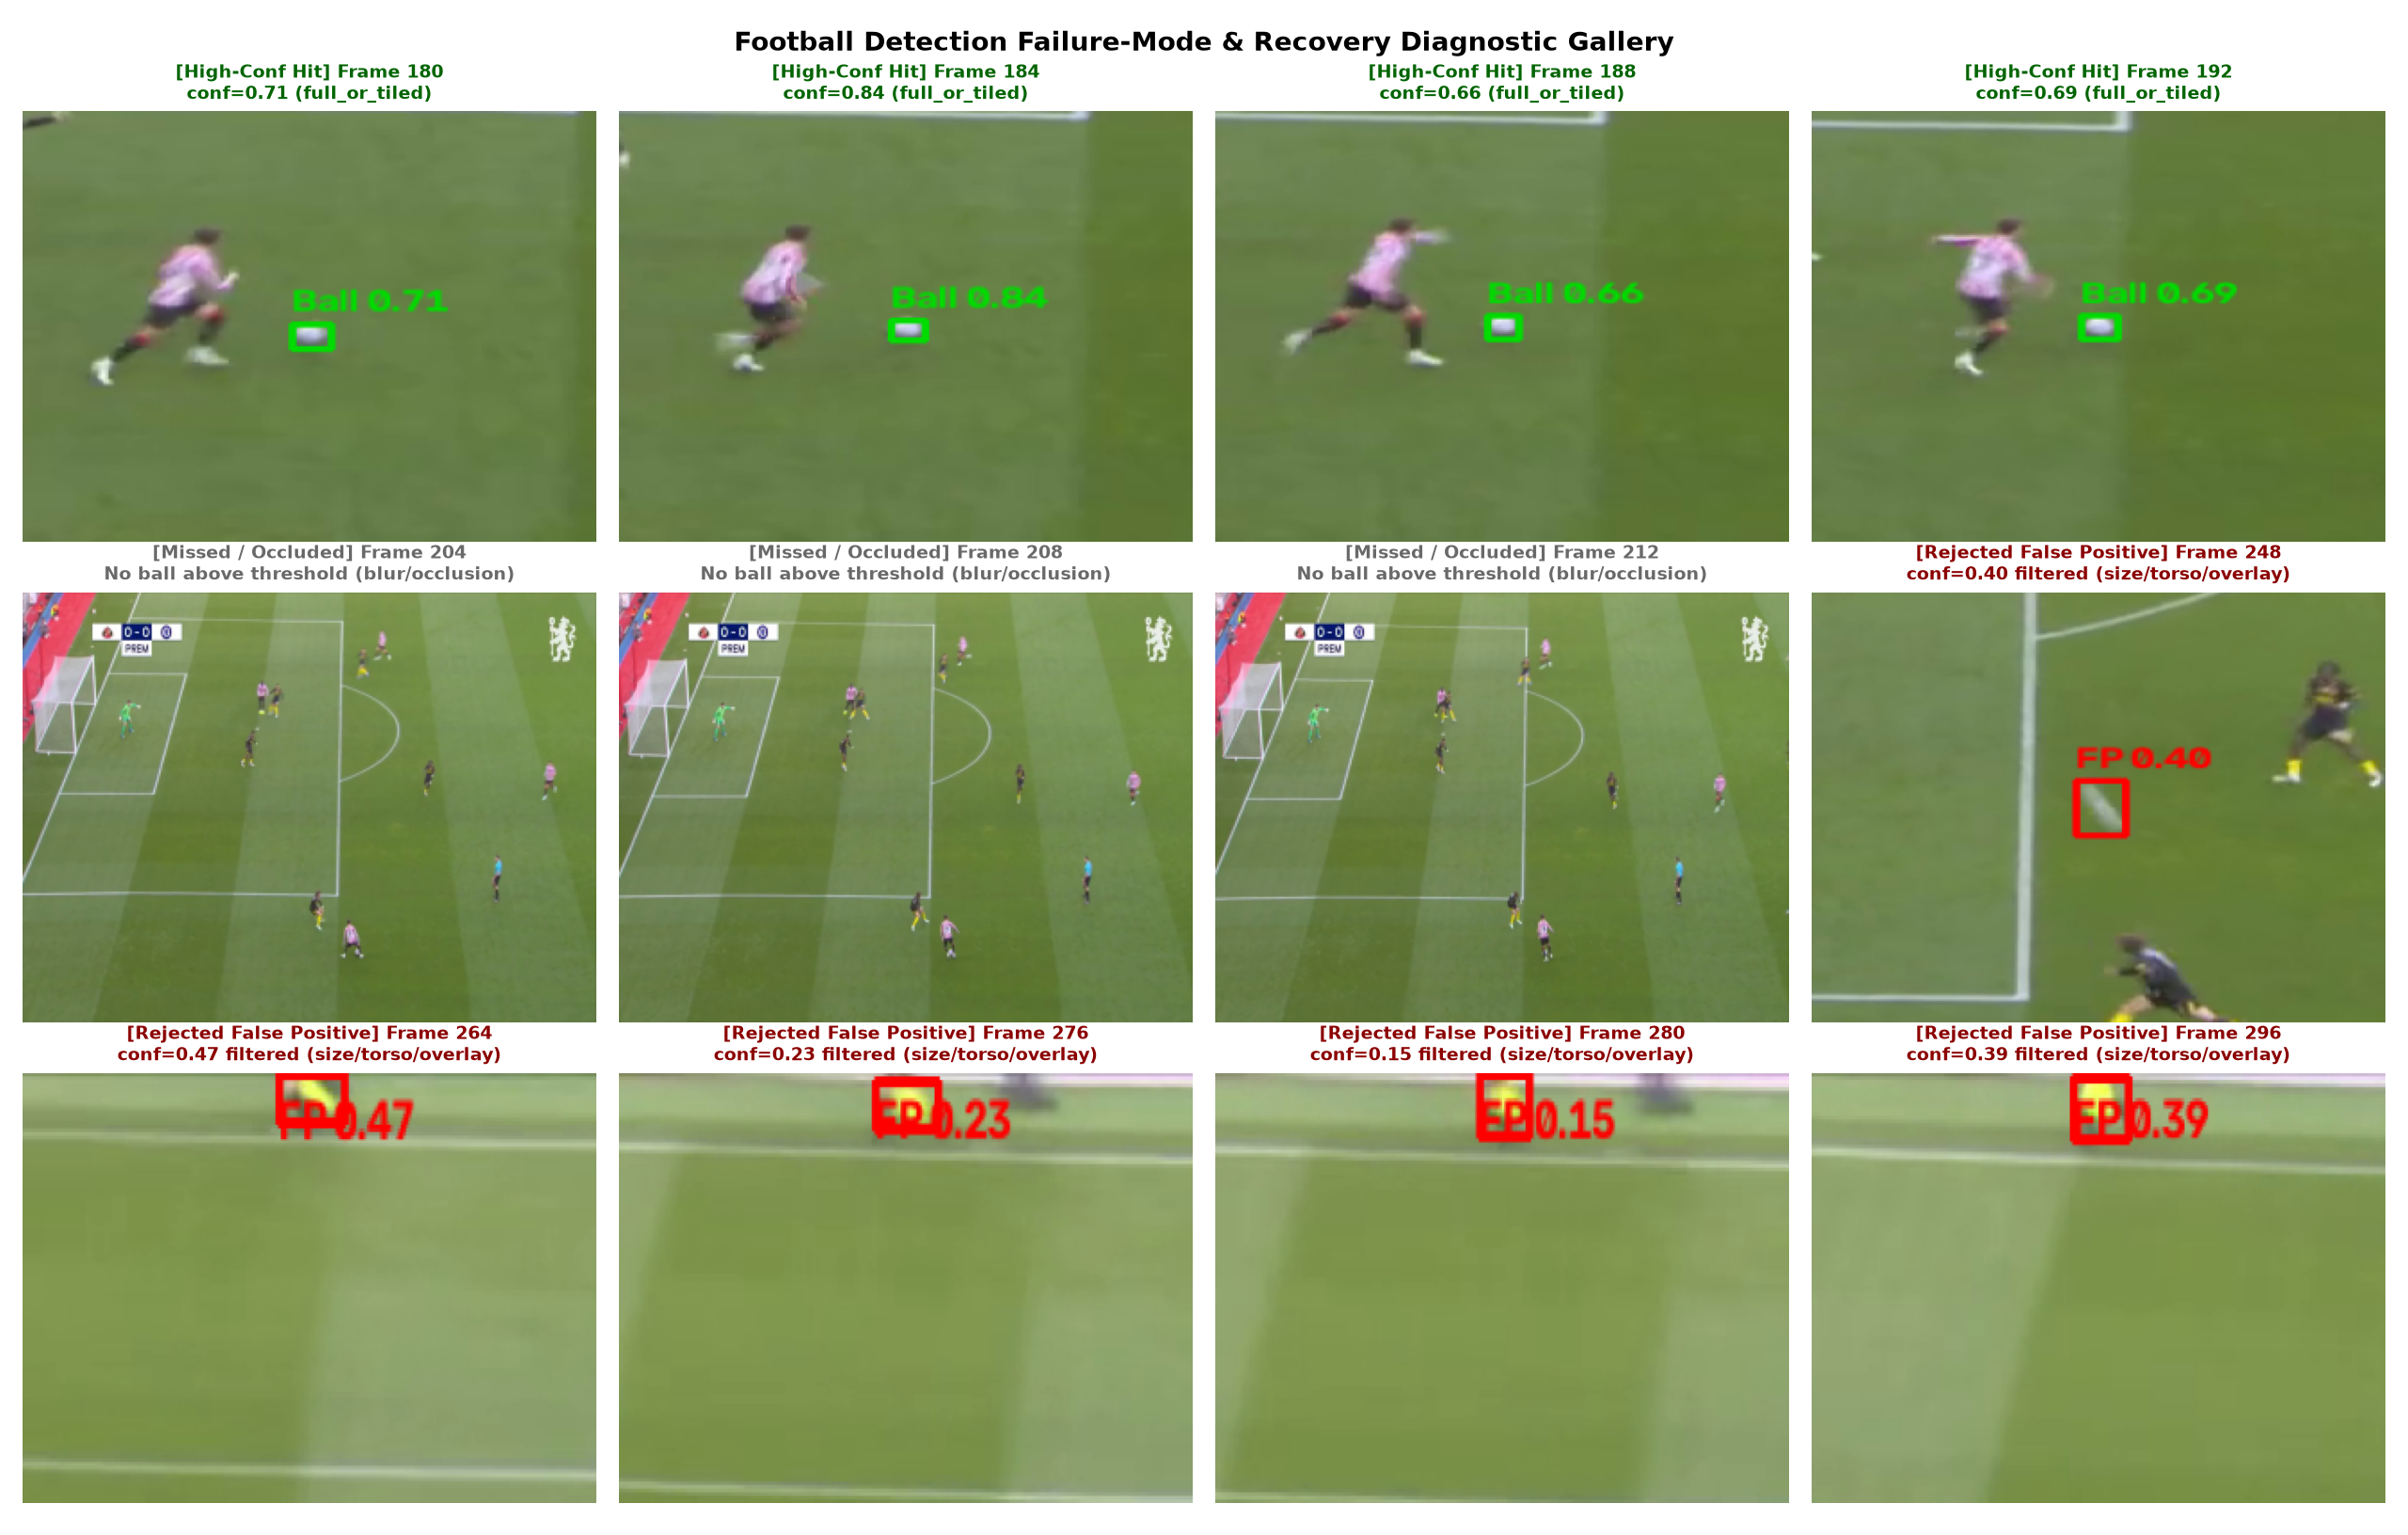 Football Detection Failure-Mode & Recovery Diagnostic Gallery
[High-Conf Hit] Frame 180
conf=0.71 (full_or_tiled)
[High-Conf Hit] Frame 184
conf=0.84 (full_or_tiled)
[High-Conf Hit] Frame 188
conf=0.66 (full_or_tiled)
[High-Conf Hit] Frame 192
conf=0.69 (full_or_tiled)
Ball 0.71
Ball 0.84
Ball 0.66
Ball 0.69
[Missed / Occluded] Frame 204
No ball above threshold (blur/occlusion)
[Missed / Occluded] Frame 208
No ball above threshold (blur/occlusion)
[Missed / Occluded] Frame 212
No ball above threshold (blur/occlusion)
[Rejected False Positive] Frame 248
conf=0.40 filtered (size/torso/overlay)
0-0
PREM
0-0
PREM
0-0
PREM
FP 0.40
[Rejected False Positive] Frame 264
conf=0.47 filtered (size/torso/overlay)
[Rejected False Positive] Frame 276
conf=0.23 filtered (size/torso/overlay)
[Rejected False Positive] Frame 280
conf=0.15 filtered (size/torso/overlay)
[Rejected False Positive] Frame 296
conf=0.39 filtered (size/torso/overlay)
FP 0.47
FP 0.23
FP 0.15
FP 0.39